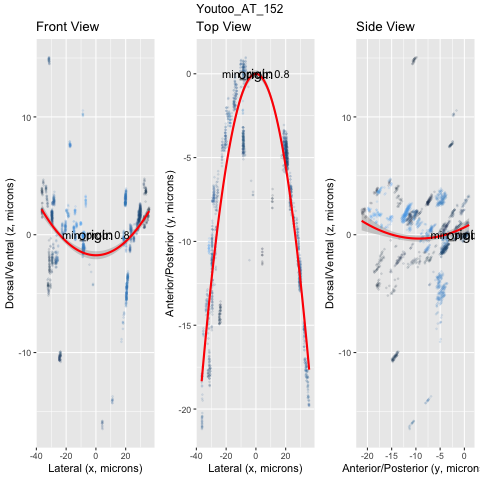 Youtoo_AT_152
Front View
Top View
Side View
Dorsal/Ventral (z, microns)
10
0
-10
origin
-40
-20
0
20
Lateral (x, microns)
Anterior/Posterior (y, microns)
0
-5
-10
-15
-20
origin
-40
-20
0
20
Lateral (x, microns)
Dorsal/Ventral (z, microns)
10
0
-10
-20
-15
-10
-5
0
Anterior/Posterior (y, micron